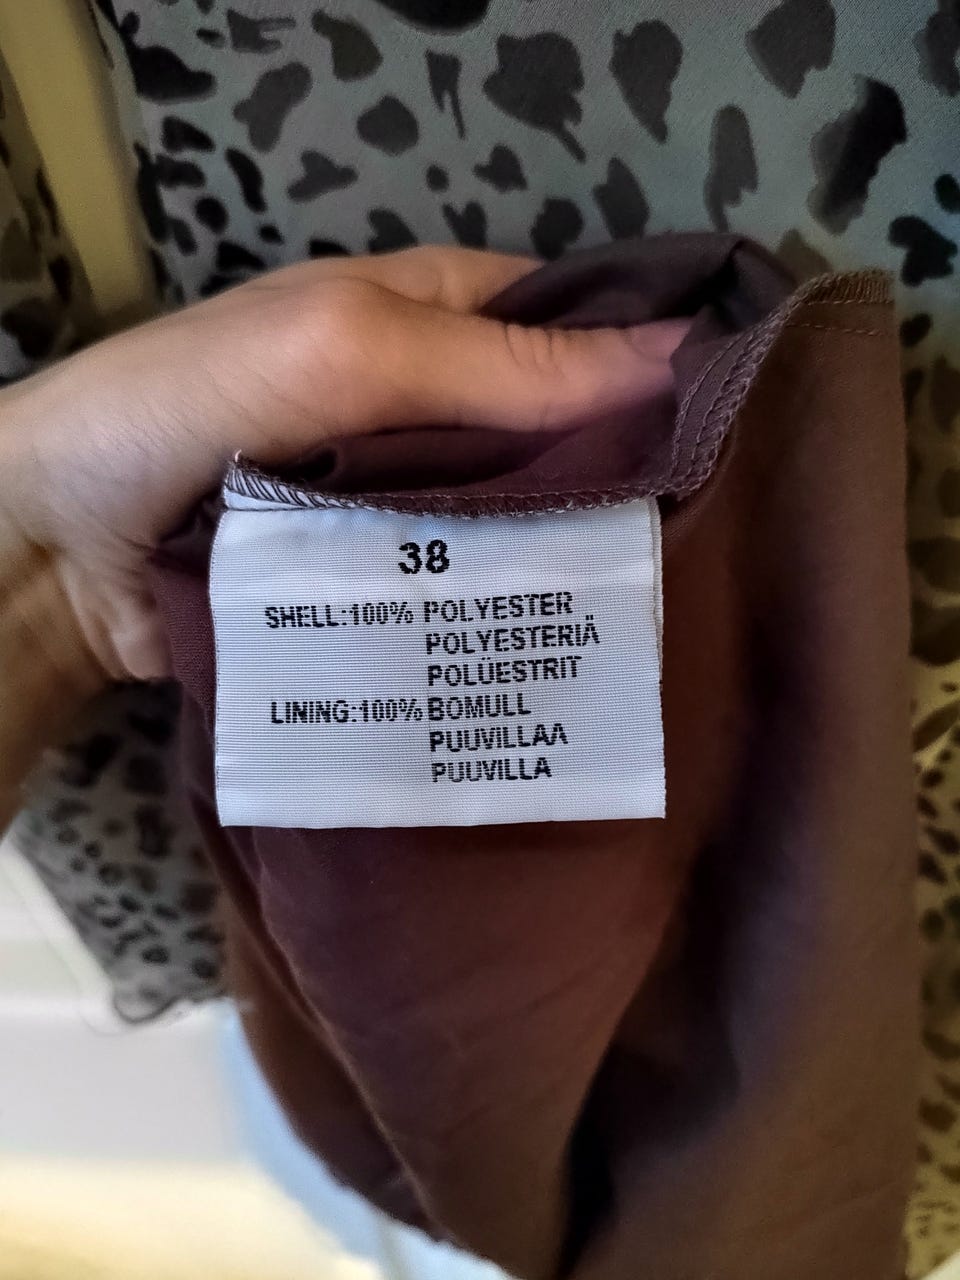 38
SHELL:100% POLYESTER
POLYESTERIÄ
POLÜESTRIT
LINING:100% BOMULL
PUUVILLAA
PUUVILLA